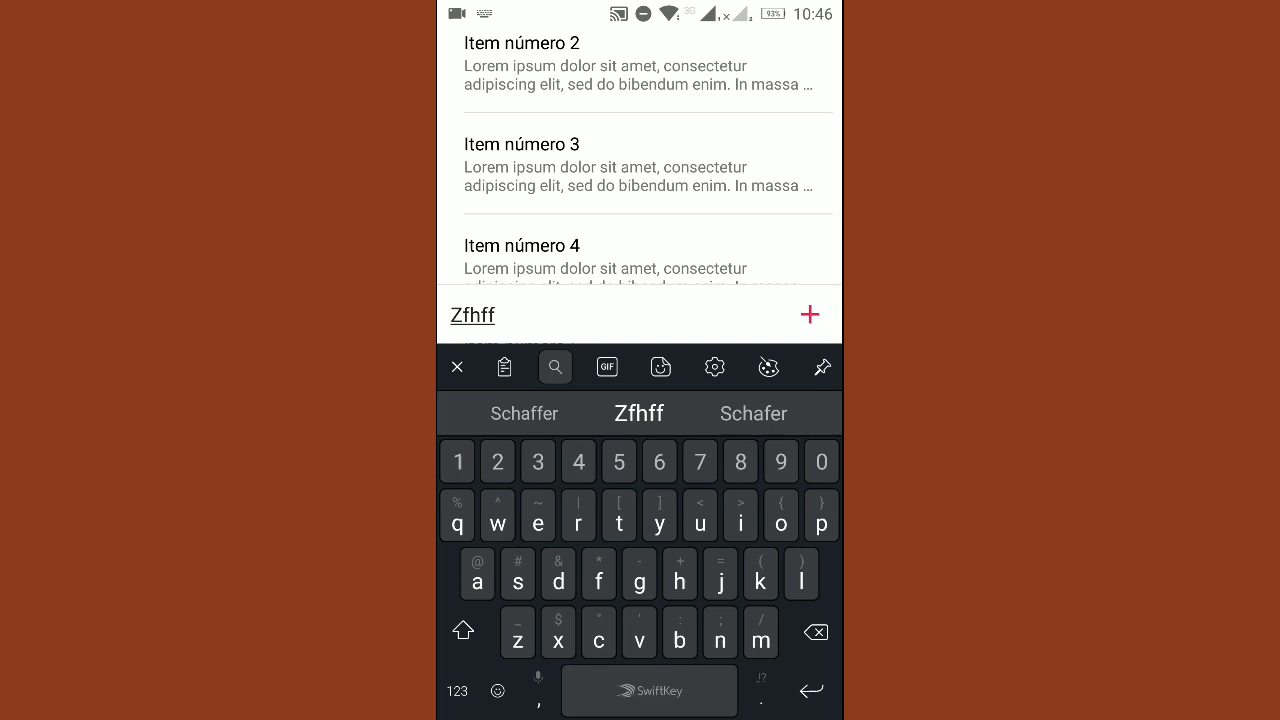 3G 1 x 2 93% 10:46
Item número 2
Lorem ipsum dolor sit amet, consectetur
adipiscing elit, sed do bibendum enim. In massa ...
Item número 3
Lorem ipsum dolor sit amet, consectetur
adipiscing elit, sed do bibendum enim. In massa ...
Item número 4
Lorem ipsum dolor sit amet, consectetur
Zfhff +
GIF
Schaffer Zfhff Schafer
1 2 3 4 5 6 7 8 9 0
% ^ ~ | [ ] < > { }
q w e r t y u i o p
@ # & * - + = ( )
a s d f g h j k l
_ $ " ' : ; /
z x c v b n m
,!?
123 , SwiftKey .